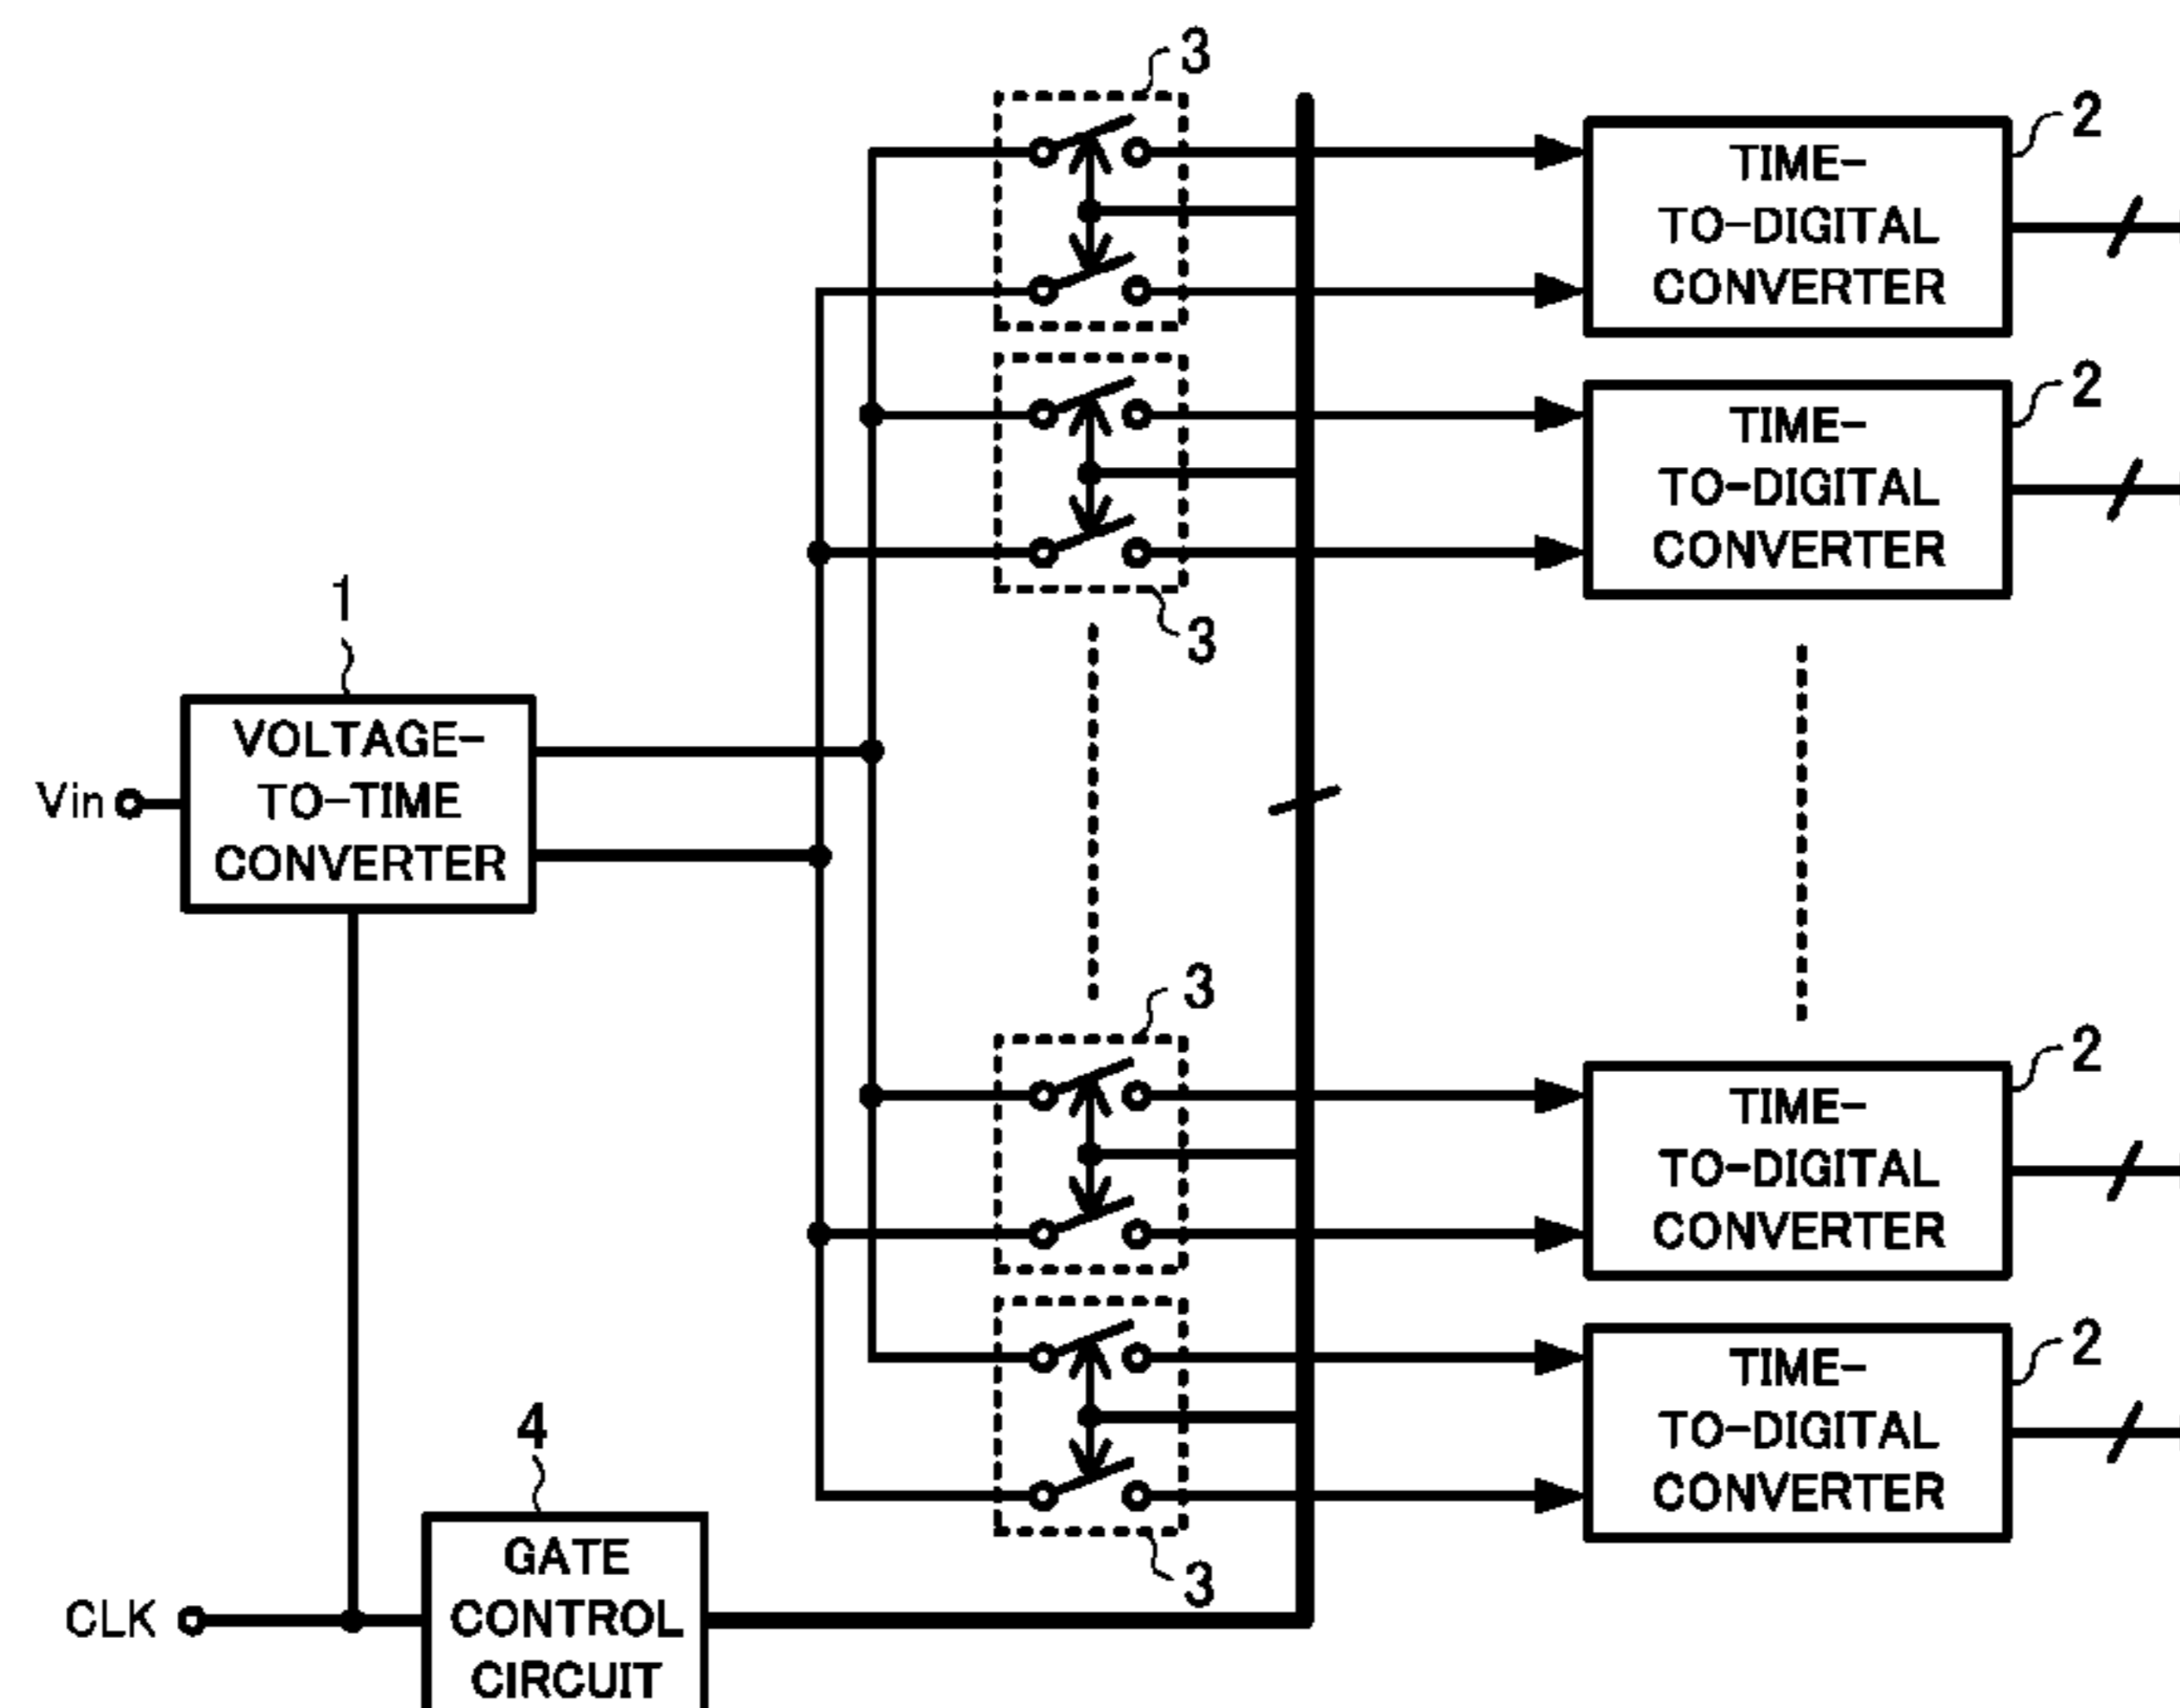 3
2
TIME-
TO-DIGITAL
CONVERTER
2
TIME-
TO-DIGITAL
CONVERTER
3
1
VOLTAGE-
TO-TIME
CONVERTER
Vin
3
2
TIME-
TO-DIGITAL
CONVERTER
2
TIME-
TO-DIGITAL
CONVERTER
3
4
GATE
CONTROL
CIRCUIT
CLK